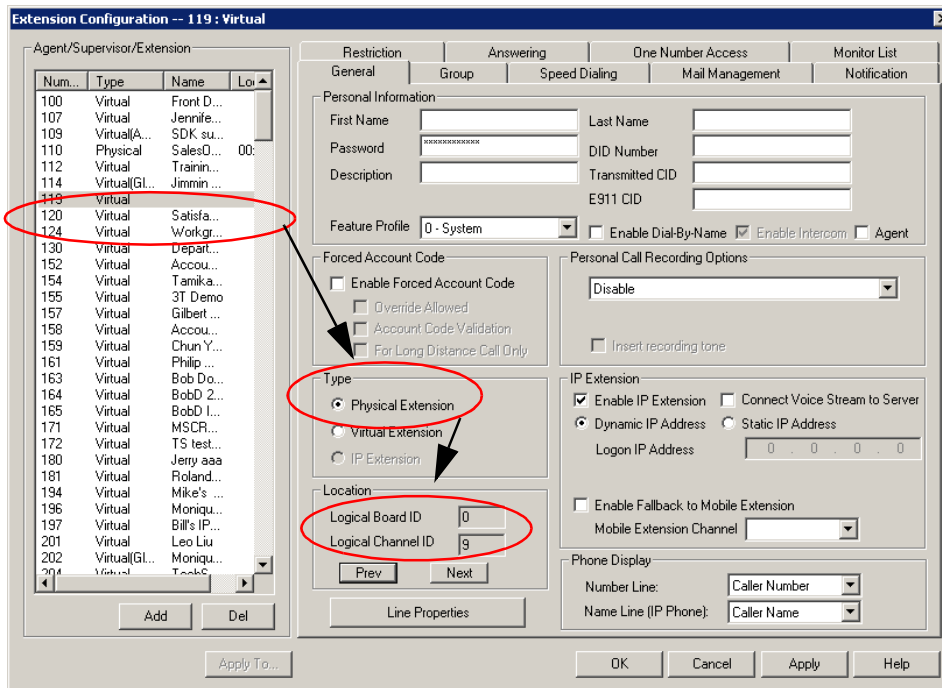 Extension Configuration -- 119 : Virtual
Agent/Supervisor/Extension
Num... Type Name
100 Virtual Front D...
107 Virtual Jennife...
109 Virtual(A... SDK su...
110 Physical SalesO... 00:
112 Virtual Trainin...
114 Virtual(Gl... Jimmin ...
119 Virtual
120 Virtual Satisfa...
124 Virtual Workgr...
130 Virtual Depart...
152 Virtual Accou...
154 Virtual Tamika...
155 Virtual 3T Demo
157 Virtual Gilbert ...
158 Virtual Accou...
159 Virtual Chun Y...
161 Virtual Philip ...
163 Virtual Bob Do...
164 Virtual BobD 2...
165 Virtual BobD I...
171 Virtual MSCR...
172 Virtual TS test...
180 Virtual Jerry aaa
181 Virtual Roland...
194 Virtual Mike's ...
196 Virtual Moniqu...
197 Virtual Bill's IP...
201 Virtual Leo Liu
202 Virtual(Gl... Moniqu...
204 Virtual TechS...
Add Del
Apply To...
Restriction Answering One Number Access Monitor List
General Group Speed Dialing Mail Management Notification
Personal Information
First Name Last Name
Password ************ DID Number
Description Transmitted CID
E911 CID
Feature Profile 0 - System Enable Dial-By-Name Enable Intercom Agent
Forced Account Code
Enable Forced Account Code
Override Allowed
Account Code Validation
For Long Distance Call Only
Personal Call Recording Options
Disable
Insert recording tone
Type
Physical Extension
Virtual Extension
IP Extension
IP Extension
Enable IP Extension Connect Voice Stream to Server
Dynamic IP Address Static IP Address
Logon IP Address 0 . 0 . 0 . 0
Enable Fallback to Mobile Extension
Mobile Extension Channel
Location
Logical Board ID 0
Logical Channel ID 9
Prev Next
Line Properties
Phone Display
Number Line: Caller Number
Name Line (IP Phone): Caller Name
OK Cancel Apply Help